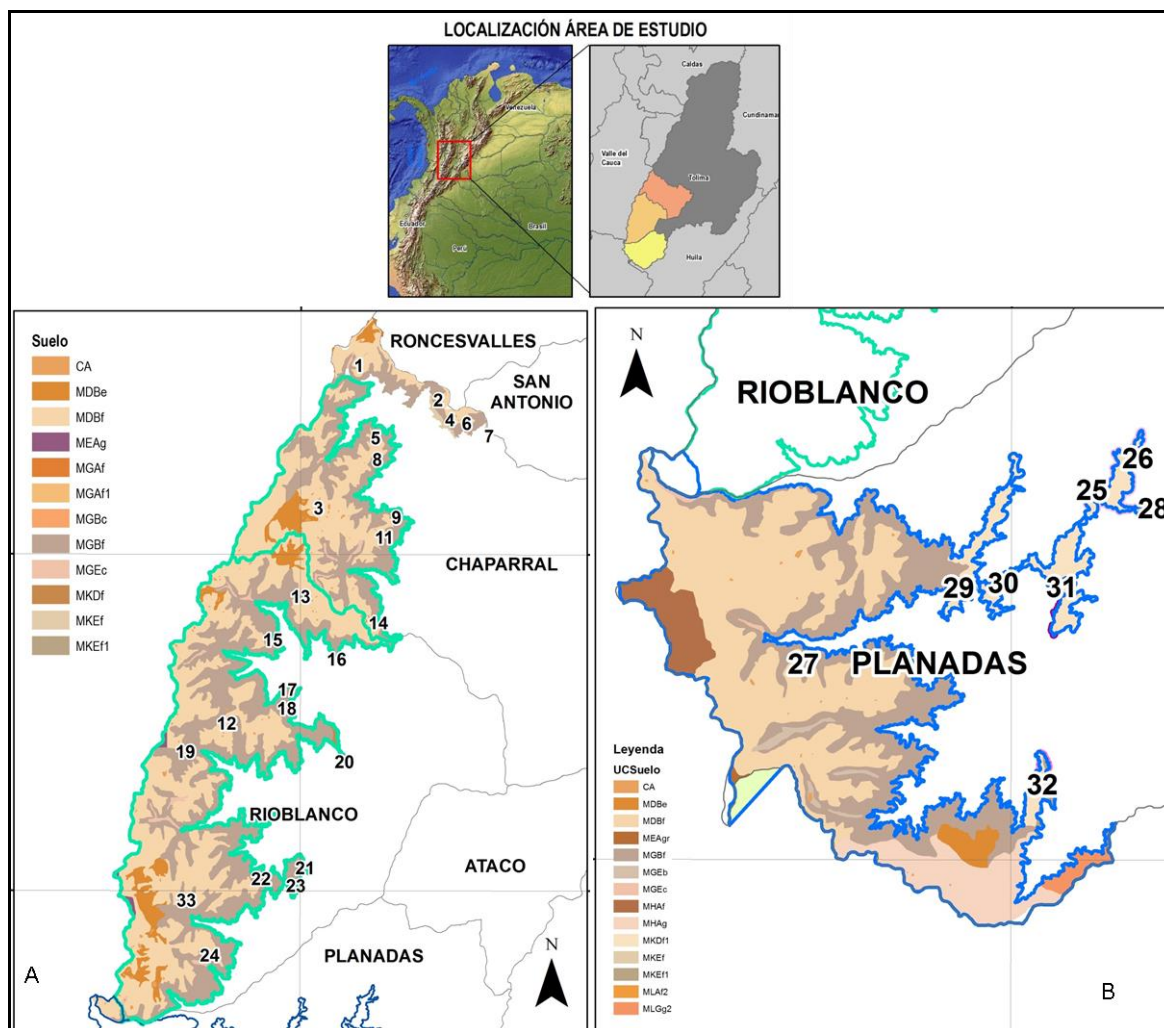 LOCALIZACIÓN ÁREA DE ESTUDIO
Venezuela
Ecuador
Perú
Brasil
Caldas
Cundinama
Valle del
Cauca
Tolima
Huila
Suelo
CA
MDBe
MDBf
MEAg
MGAf
MGAf1
MGBc
MGBf
MGEc
MKDf
MKEf
MKEf1
RONCESVALLES
SAN
ANTONIO
CHAPARRAL
RIOBLANCO
ATACO
PLANADAS
1
2
4
6
7
5
8
3
9
11
13
14
15
16
17
18
12
19
20
21
22
23
33
24
N
A
N
RIOBLANCO
26
25
28
29
30
31
27
PLANADAS
32
Leyenda
UCSuelo
CA
MDBe
MDBf
MEAgr
MGBf
MGEb
MGEc
MHAf
MHAg
MKDf1
MKEf
MKEf1
MLAf2
MLGg2
B